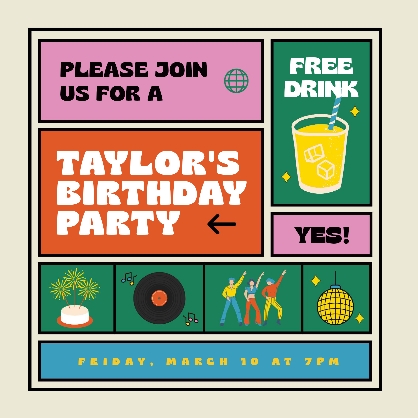 PLEASE JOIN
US FOR A
FREE
DRINK
TAYLOR'S
BIRTHDAY
PARTY
YES!
FRIDAY, MARCH 10 AT 7PM